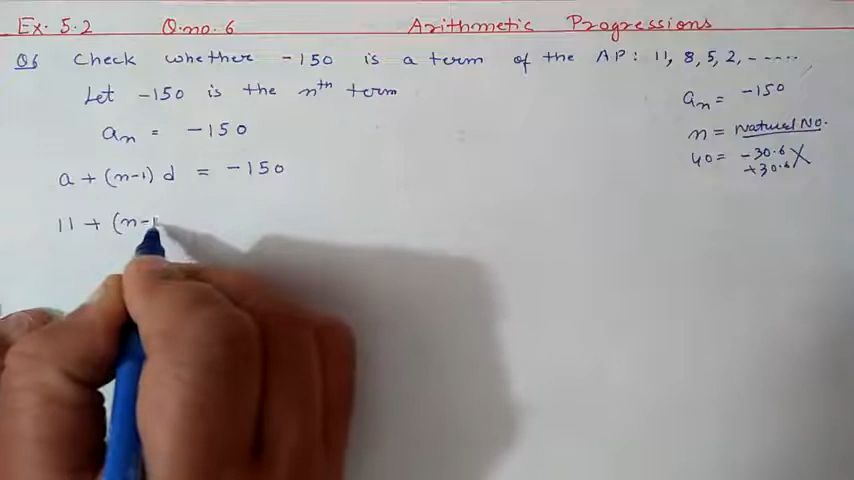 Ex. 5.2 Q.no. 6 Arithmetic Progressions
Q6 Check whether -150 is a term of the AP: 11, 8, 5, 2, -----
Let -150 is the nth term
an = -150
a + (n-1) d = -150
11 + (n-1
an = -150
n = Natural No.
40 = -30.6 X
+30.6